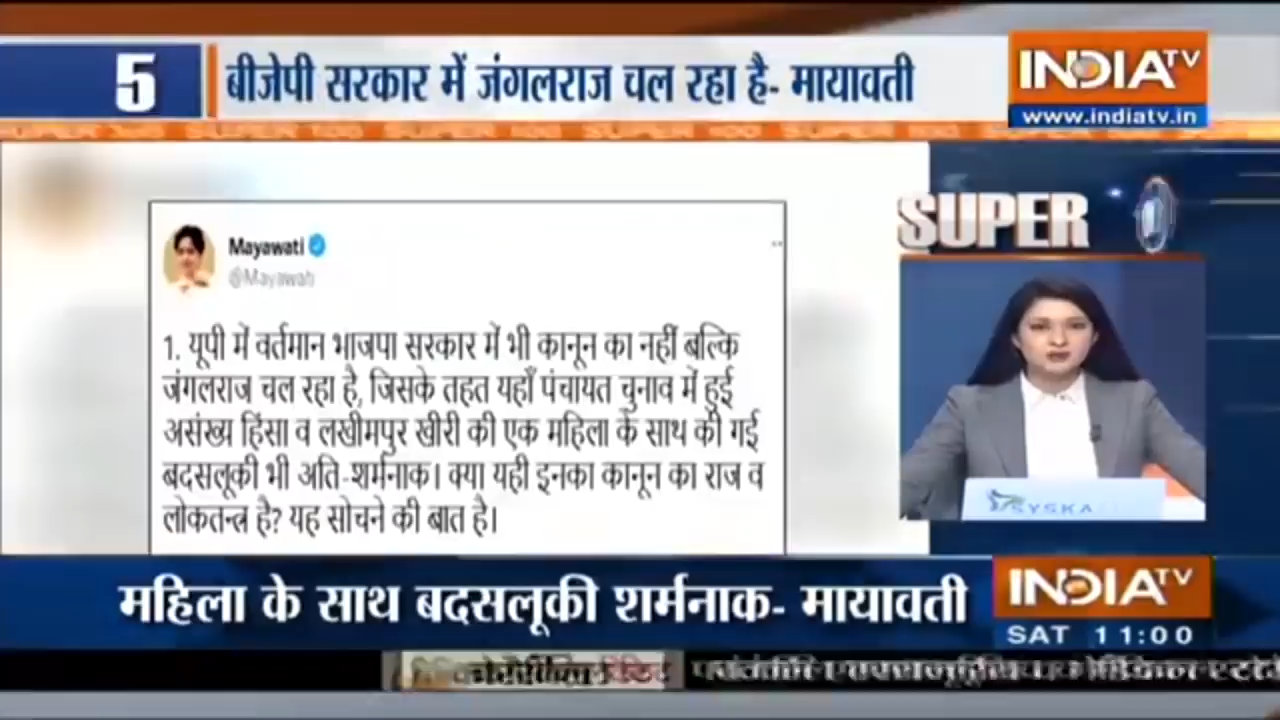 5
बीजेपी सरकार में जंगलराज चल रहा है- मायावती
INDIA TV
www.indiatv.in
SUPER
Mayawati
@Mayawati
1. यूपी में वर्तमान भाजपा सरकार में भी कानून का नहीं बल्कि
जंगलराज चल रहा है, जिसके तहत यहाँ पंचायत चुनाव में हुई
असंख्य हिंसा व लखीमपुर खीरी की एक महिला के साथ की गई
बदसलूकी भी अति-शर्मनाक। क्या यही इनका कानून का राज व
लोकतन्त्र है? यह सोचने की बात है।
SYSKA
महिला के साथ बदसलूकी शर्मनाक- मायावती
INDIA TV
SAT 11:00